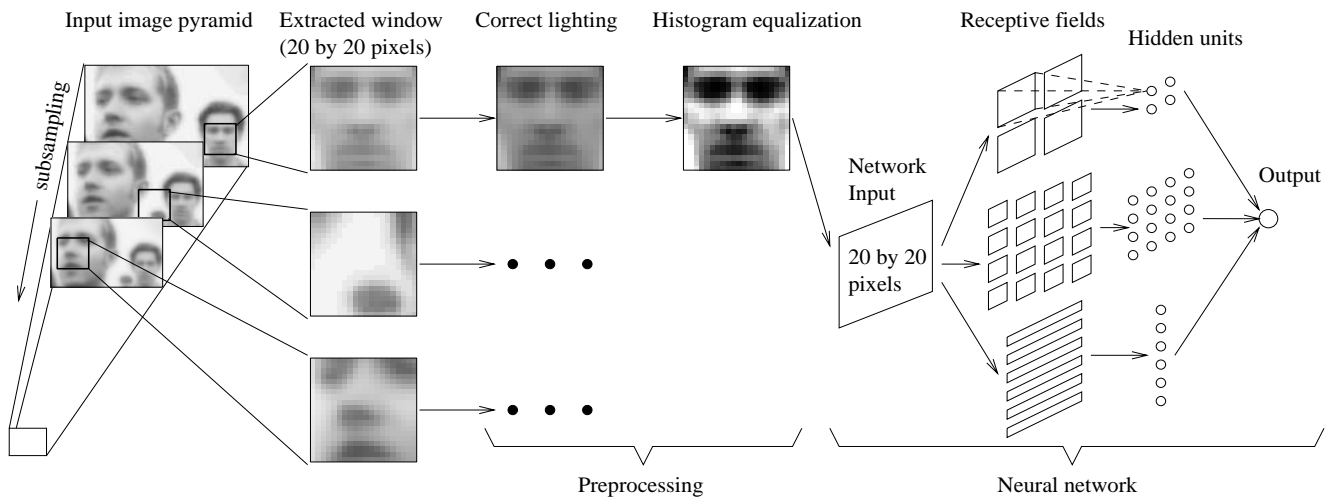 Input image pyramid
Extracted window
(20 by 20 pixels)
Correct lighting
Histogram equalization
Receptive fields
Hidden units
subsampling
Network
Input
Output
20 by 20
pixels
Preprocessing
Neural network